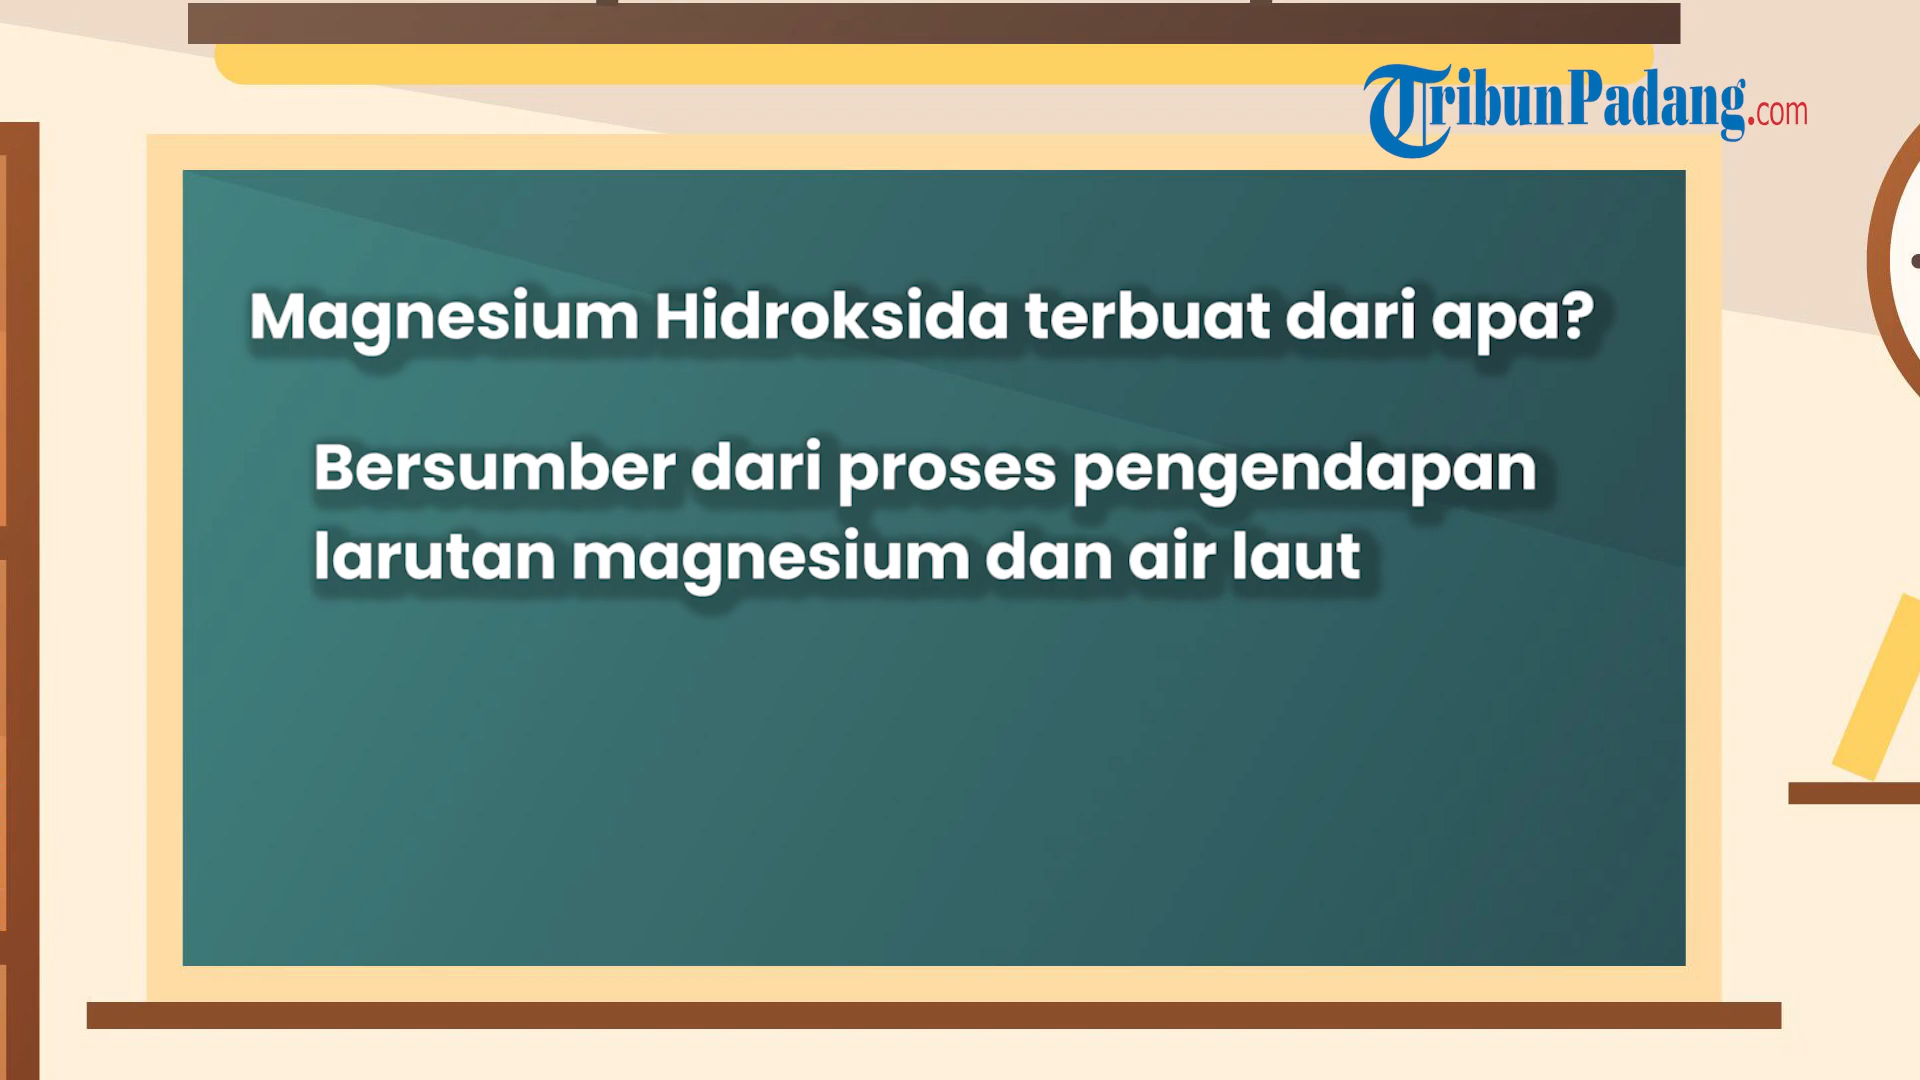 TribunPadang.com
Magnesium Hidroksida terbuat dari apa?
Bersumber dari proses pengendapan
larutan magnesium dan air laut